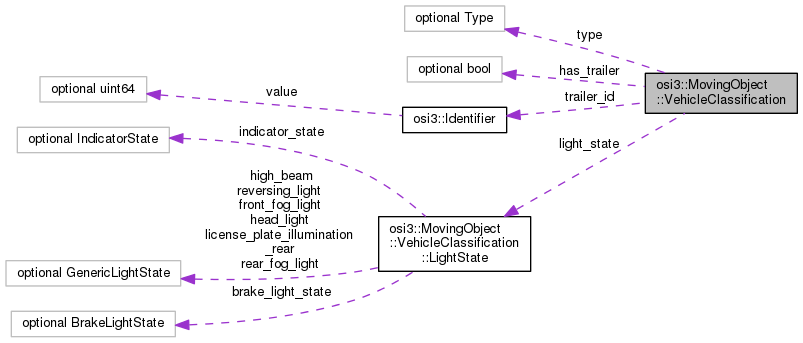 optional Type
type
optional bool
has_trailer
osi3::MovingObject
::VehicleClassification
optional uint64
value
osi3::Identifier
trailer_id
optional IndicatorState
indicator_state
light_state
high_beam
reversing_light
front_fog_light
head_light
license_plate_illumination
_rear
rear_fog_light
osi3::MovingObject
::VehicleClassification
::LightState
optional GenericLightState
brake_light_state
optional BrakeLightState